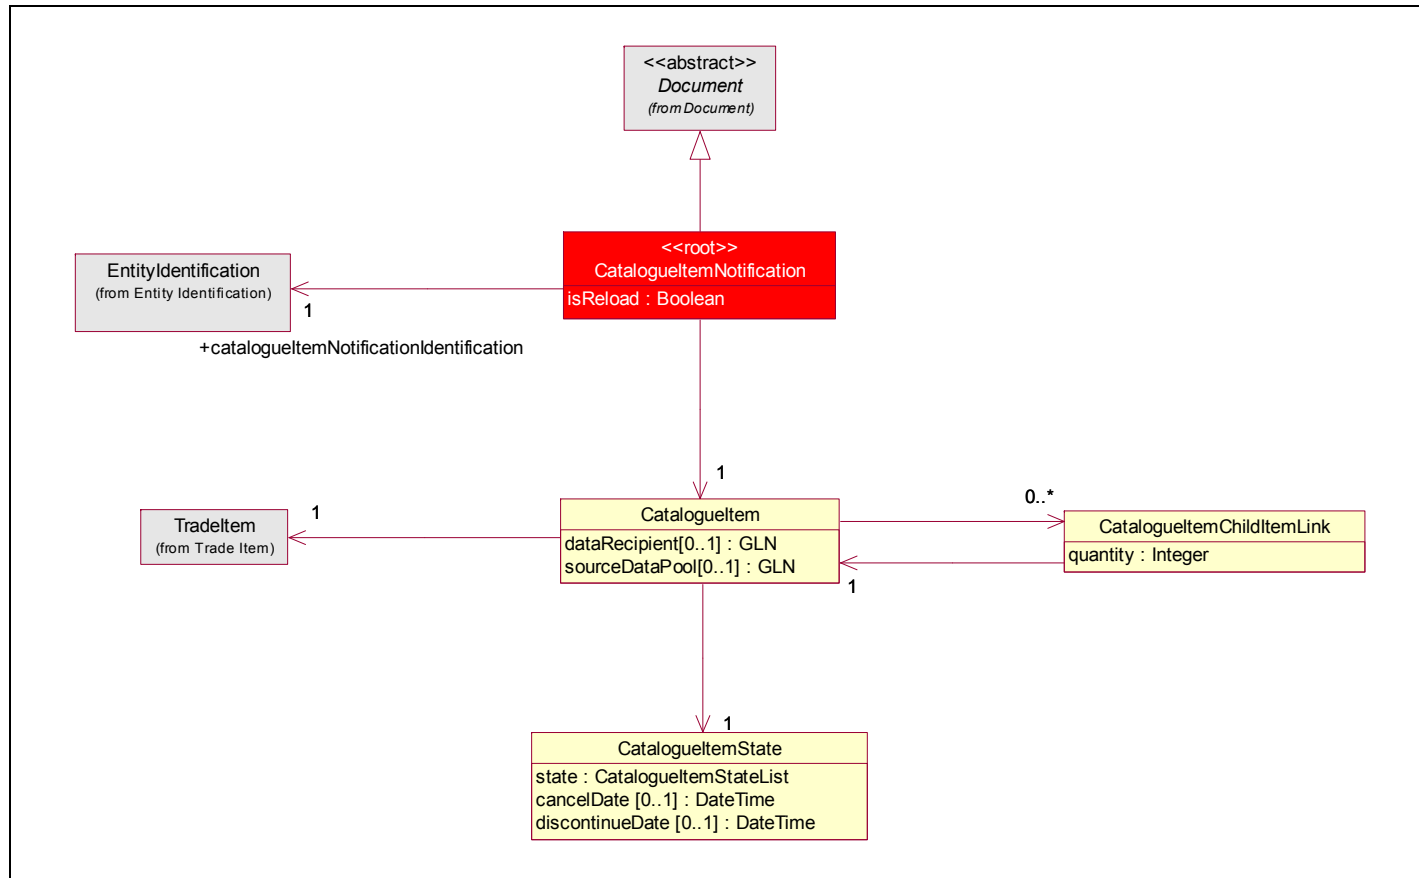 <<abstract>>
Document
(from Document)
<<root>>
CatalogueItemNotification
isReload : Boolean
EntityIdentification
(from Entity Identification)
1
+catalogueItemNotificationIdentification
1
0..*
TradeItem
(from Trade Item)
1
CatalogueItem
dataRecipient[0..1] : GLN
sourceDataPool[0..1] : GLN
CatalogueItemChildItemLink
quantity : Integer
1
1
CatalogueItemState
state : CatalogueItemStateList
cancelDate [0..1] : DateTime
discontinueDate [0..1] : DateTime